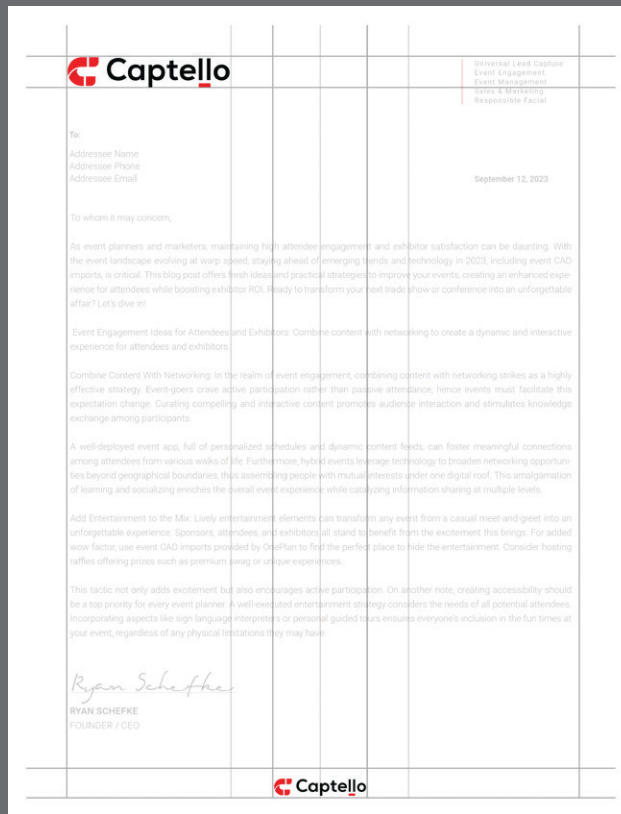 Captello
Universal Lead Captute
Event Engagement
Event Management
Sales & Marketing
Responsible Facial
To:
Addressee Name
Addressee Phone
Addressee Email
September 12, 2023
To whom it may concern,
As event planners and marketers, maintaining high attendee engagement and exhibitor satisfaction can be daunting. With
the event landscape evolving at warp speed, staying ahead of emerging trends and technology in 2023, including event CAD
imports, is critical. This blog post offers fresh ideas and practical strategies to improve your events, creating an enhanced expe-
rience for attendees while boosting exhibitor ROI. Ready to transform your next trade show or conference into an unforgettable
affair? Let's dive in!
Event Engagement Ideas for Attendees and Exhibitors: Combine content with networking to create a dynamic and interactive
experience for attendees and exhibitors.
Combine Content With Networking: In the realm of event engagement, combining content with networking strikes as a highly
effective strategy. Event-goers crave active participation rather than passive attendance, hence events must facilitate this
expectation change. Curating compelling and interactive content promotes audience interaction and stimulates knowledge
exchange among participants.
A well-deployed event app, full of personalized schedules and dynamic content feeds, can foster meaningful connections
among attendees from various walks of life. Furthermore, hybrid events leverage technology to broaden networking opportuni-
ties beyond geographical boundaries, thus assembling people with mutual interests under one digital roof. This amalgamation
of learning and socializing enriches the overall event experience while catalyzing information sharing at multiple levels.
Add Entertainment to the Mix: Lively entertainment elements can transform any event from a casual meet-and-greet into an
unforgettable experience. Sponsors, attendees, and exhibitors all stand to benefit from the excitement this brings. For added
wow factor, use event CAD imports provided by OnePlan to find the perfect place to hide the entertainment. Consider hosting
raffles offering prizes such as premium swag or unique experiences.
This tactic not only adds excitement but also encourages active participation. On another note, creating accessibility should
be a top priority for every event planner. A well-executed entertainment strategy considers the needs of all potential attendees.
Incorporating aspects like sign language interpreters or personal guided tours ensures everyone's inclusion in the fun times at
your event, regardless of any physical limitations they may have.
Ryan Schefke
RYAN SCHEFKE
FOUNDER / CEO
Captello